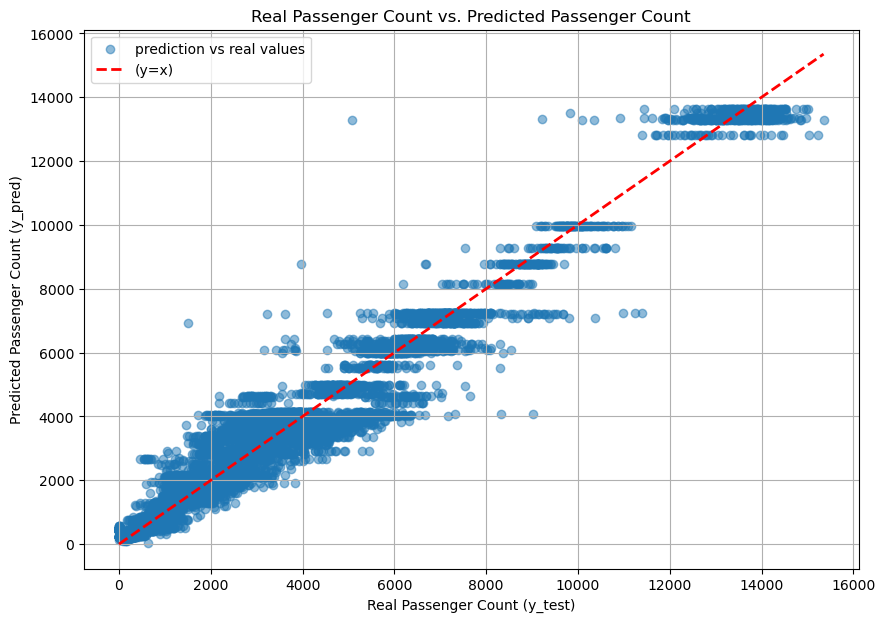 Real Passenger Count vs. Predicted Passenger Count
prediction vs real values
(y=x)
16000
14000
12000
10000
8000
6000
4000
2000
0
Predicted Passenger Count (y_pred)
0 2000 4000 6000 8000 10000 12000 14000 16000
Real Passenger Count (y_test)